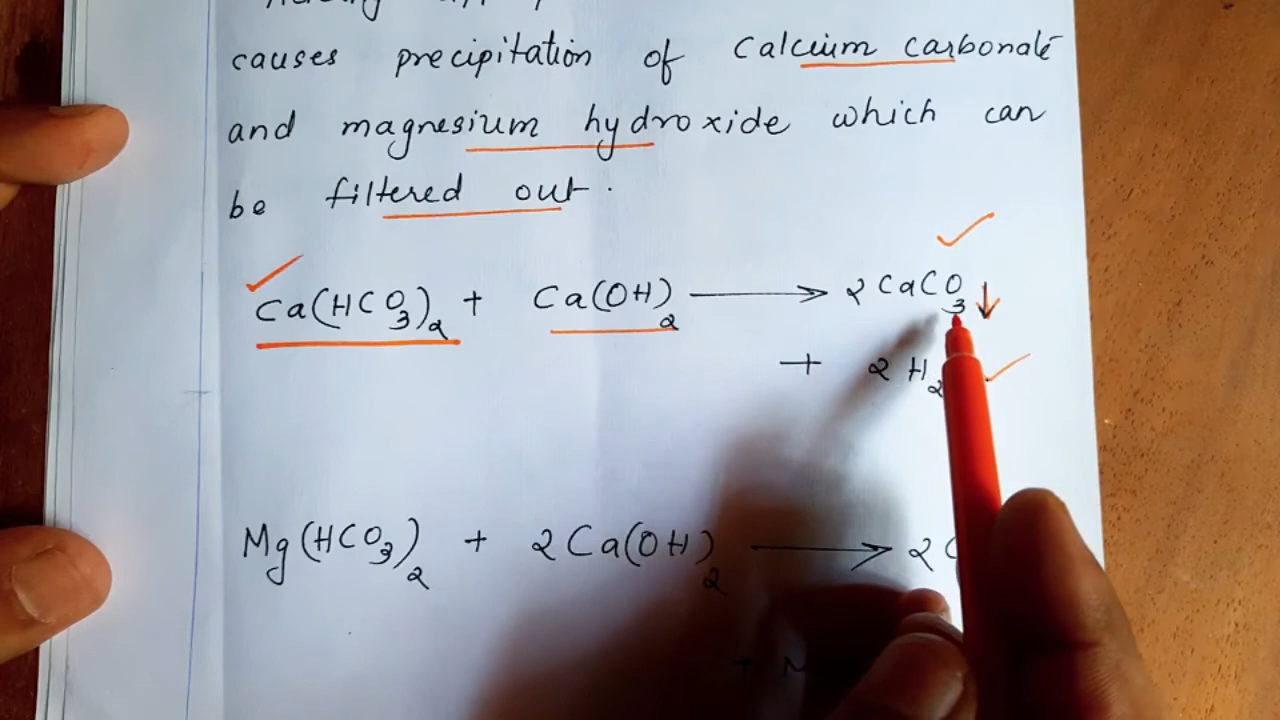 causes precipitation of Calcium carbonate
and magnesium hydroxide which can
be filtered out.
Ca(HCO₃)₂ + Ca(OH)₂ ⟶ 2CaCO₃ ↓
+ 2H₂
Mg(HCO₃)₂ + 2Ca(OH)₂ ⟶ 2C
+